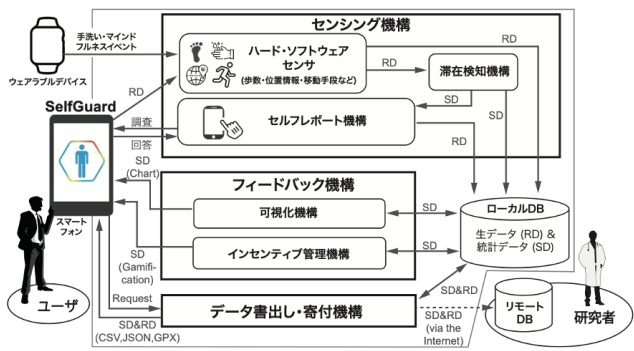 センシング機構
手洗い・マインド
フルネスイベント
ウェアラブルデバイス
RD
ハード・ソフトウェア
センサ
(歩数・位置情報・移動手段など)
RD
RD
滞在検知機構
SD
SD
SelfGuard
調査
回答
セルフレポート機構
RD
スマート
フォン
SD
(Chart)
フィードバック機構
可視化機構
SD
インセンティブ管理機構
SD
SD
(Gamifi-
cation)
ローカルDB
生データ (RD) &
統計データ (SD)
ユーザ
Request
SD&RD
(CSV,JSON,GPX)
データ書出し・寄付機構
SD&RD
SD&RD
(via the
Internet)
リモート
DB
研究者